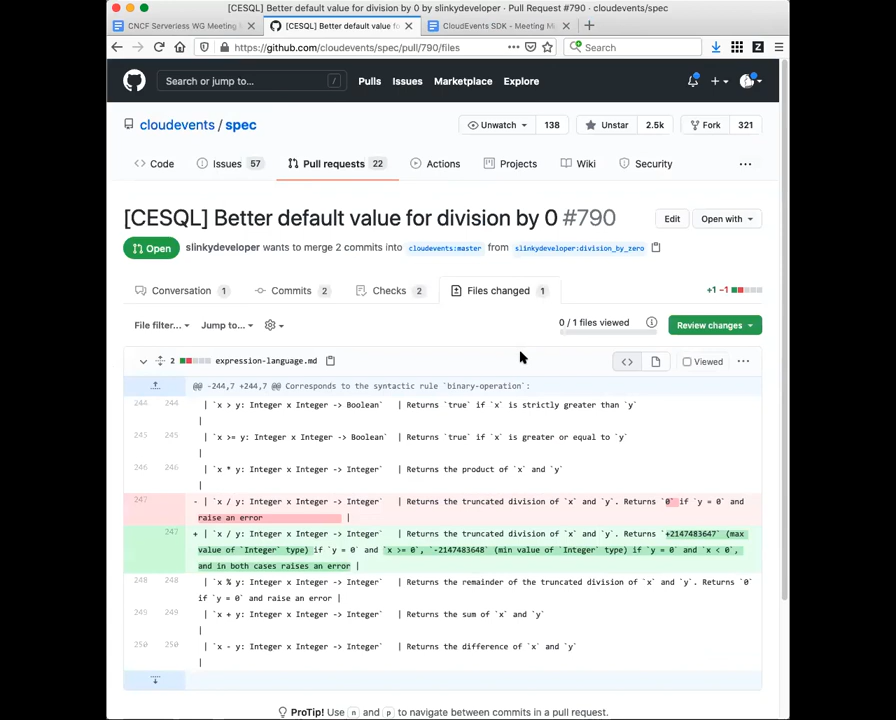 [CESQL] Better default value for division by 0 by slinkydeveloper · Pull Request #790 · cloudevents/spec
CNCF Serverless WG Meeting
[CESQL] Better default value fo
CloudEvents SDK - Meeting Mi
https://github.com/cloudevents/spec/pull/790/files
Search
Search or jump to...
/
Pulls
Issues
Marketplace
Explore
cloudevents / spec
Unwatch
138
Unstar
2.5k
Fork
321
Code
Issues 57
Pull requests 22
Actions
Projects
Wiki
Security
[CESQL] Better default value for division by 0 #790
Edit
Open with
Open
slinkydeveloper wants to merge 2 commits into cloudevents:master from slinkydeveloper:division_by_zero
Conversation 1
Commits 2
Checks 2
Files changed 1
+1 −1
File filter...
Jump to...
0 / 1 files viewed
Review changes
2
expression-language.md
Viewed
@@ -244,7 +244,7 @@ Corresponds to the syntactic rule `binary-operation`:
244 244 | `x > y: Integer x Integer -> Boolean` | Returns `true` if `x` is strictly greater than `y`
|
245 245 | `x >= y: Integer x Integer -> Boolean` | Returns `true` if `x` is greater or equal to `y`
|
246 246 | `x * y: Integer x Integer -> Integer` | Returns the product of `x` and `y`
|
247 - | `x / y: Integer x Integer -> Integer` | Returns the truncated division of `x` and `y`. Returns `0` if `y = 0` and
raise an error |
247 + | `x / y: Integer x Integer -> Integer` | Returns the truncated division of `x` and `y`. Returns `+2147483647` (max
value of `Integer` type) if `y = 0` and `x >= 0`, `-2147483648` (min value of `Integer` type) if `y = 0` and `x < 0`,
and in both cases raises an error |
248 248 | `x % y: Integer x Integer -> Integer` | Returns the remainder of the truncated division of `x` and `y`. Returns `0`
if `y = 0` and raise an error |
249 249 | `x + y: Integer x Integer -> Integer` | Returns the sum of `x` and `y`
|
250 250 | `x - y: Integer x Integer -> Integer` | Returns the difference of `x` and `y`
|
ProTip! Use n and p to navigate between commits in a pull request.